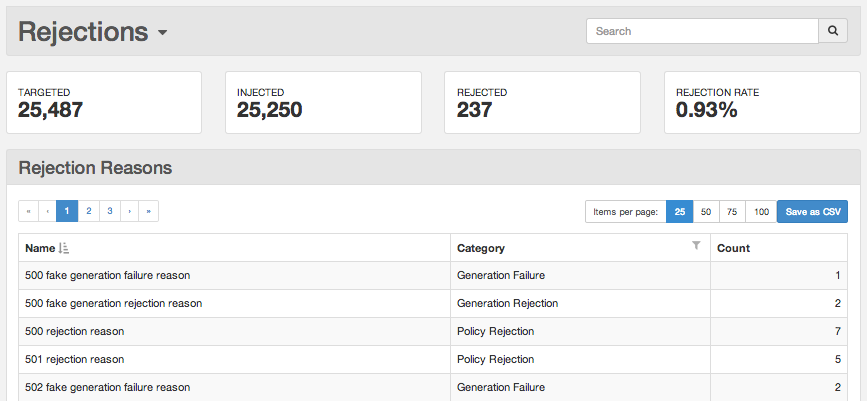 Rejections
Search
TARGETED
25,487
INJECTED
25,250
REJECTED
237
REJECTION RATE
0.93%
Rejection Reasons
« ‹ 1 2 3 › »
Items per page: 25 50 75 100 Save as CSV
Name Category Count
500 fake generation failure reason Generation Failure 1
500 fake generation rejection reason Generation Rejection 2
500 rejection reason Policy Rejection 7
501 rejection reason Policy Rejection 5
502 fake generation failure reason Generation Failure 2